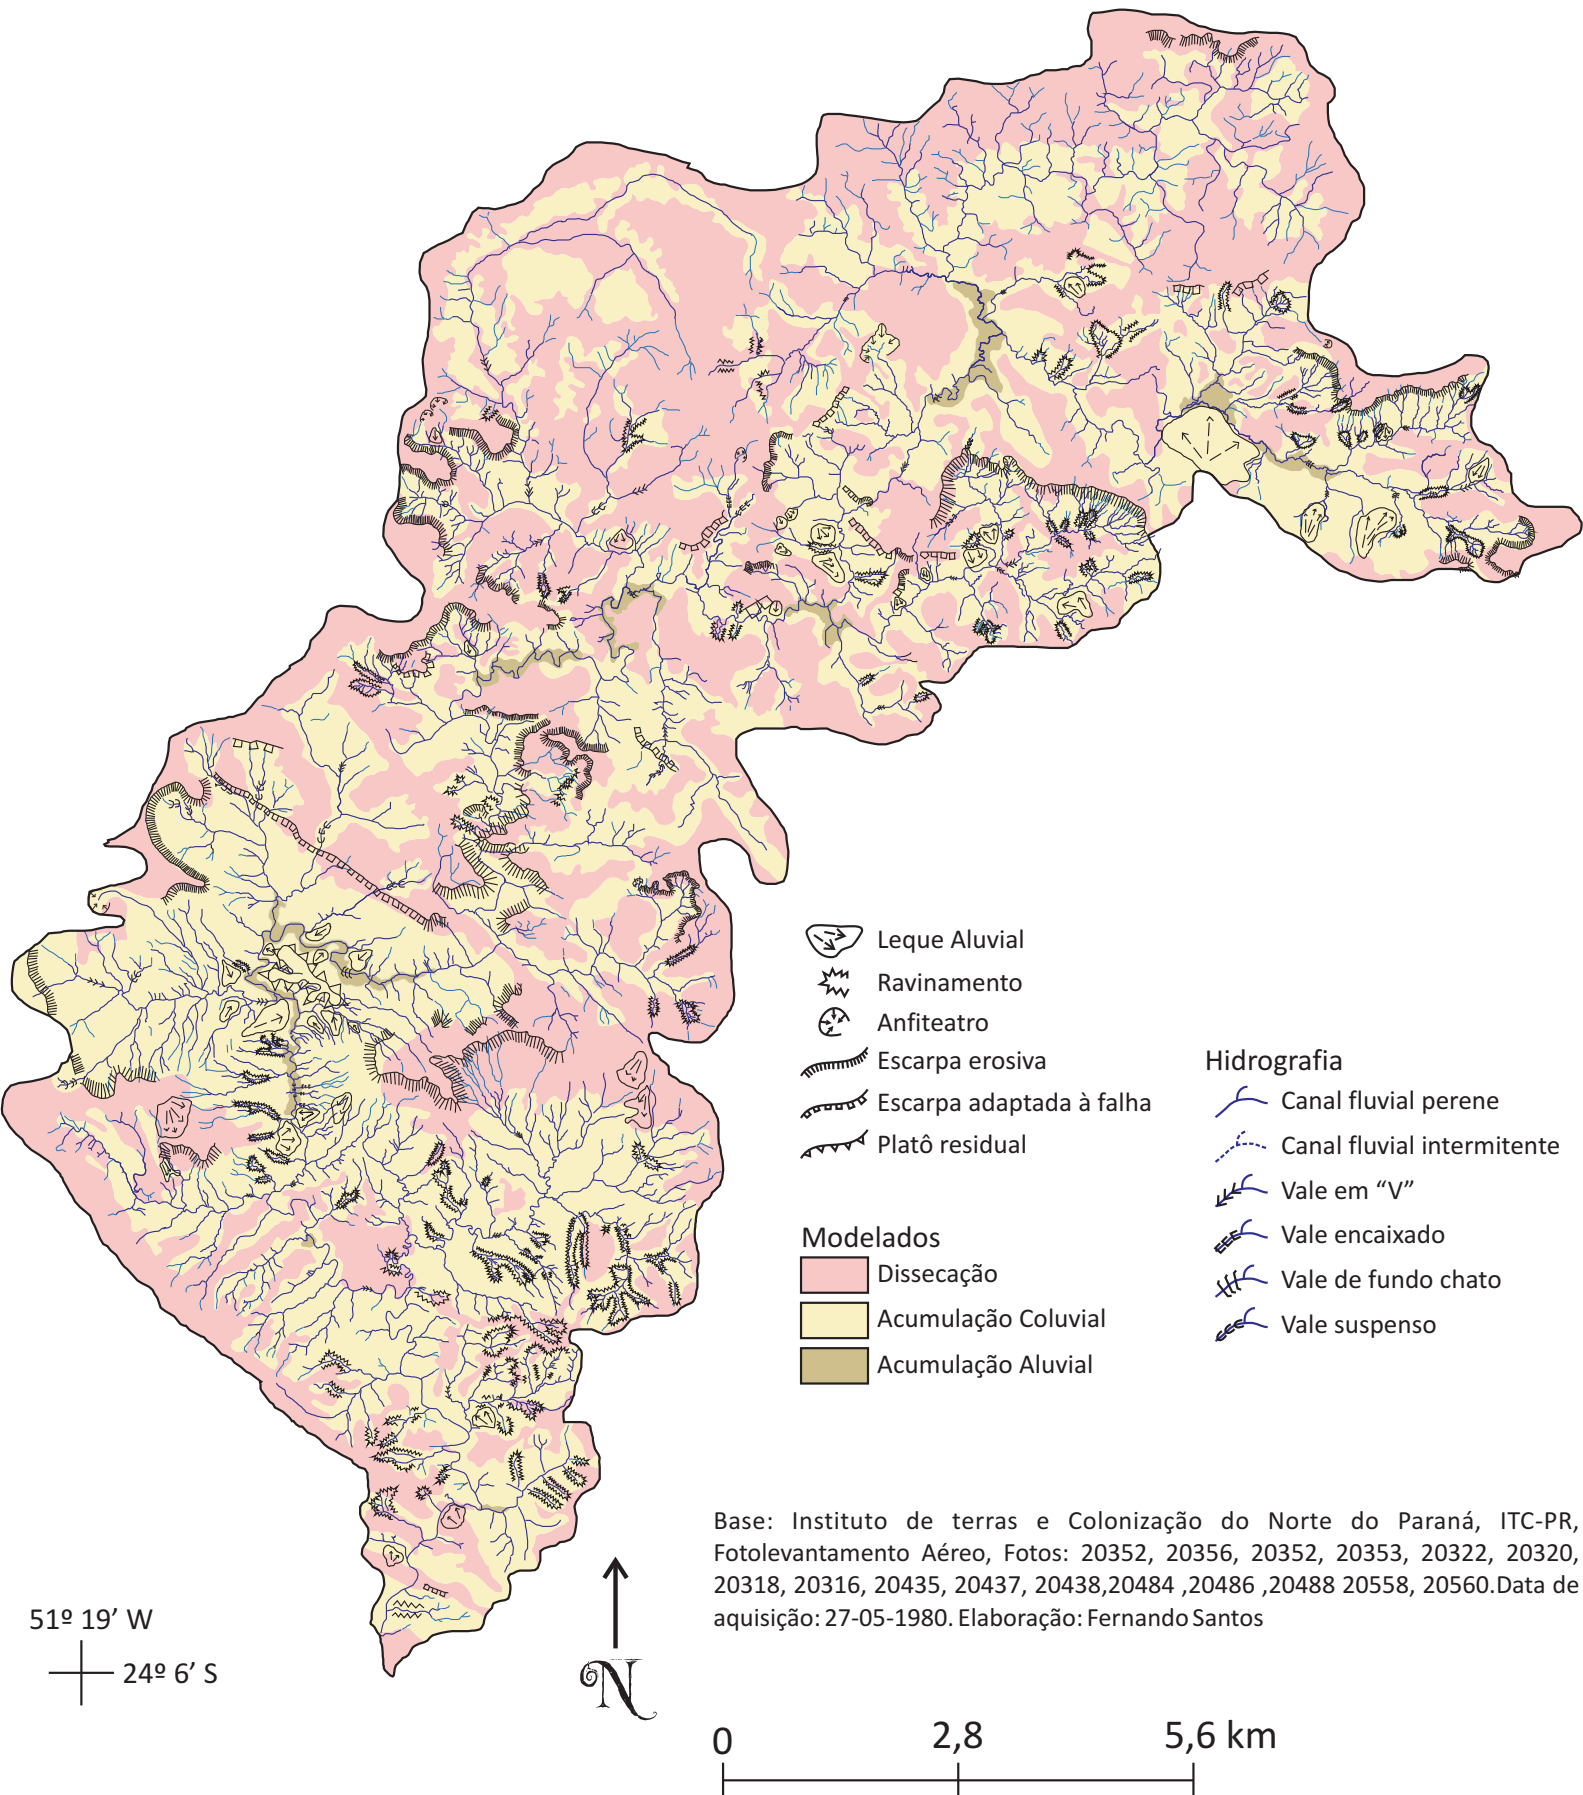 Leque Aluvial
Ravinamento
Anfiteatro
Escarpa erosiva
Escarpa adaptada à falha
Platô residual
Modelados
Dissecação
Acumulação Coluvial
Acumulação Aluvial
Hidrografia
Canal fluvial perene
Canal fluvial intermitente
Vale em “V”
Vale encaixado
Vale de fundo chato
Vale suspenso
Base: Instituto de terras e Colonização do Norte do Paraná, ITC-PR,
Fotolevantamento Aéreo, Fotos: 20352, 20356, 20352, 20353, 20322, 20320,
20318, 20316, 20435, 20437, 20438,20484 ,20486 ,20488 20558, 20560.Data de
aquisição: 27-05-1980. Elaboração: Fernando Santos
51º 19’ W
24º 6’ S
N
0 2,8 5,6 km